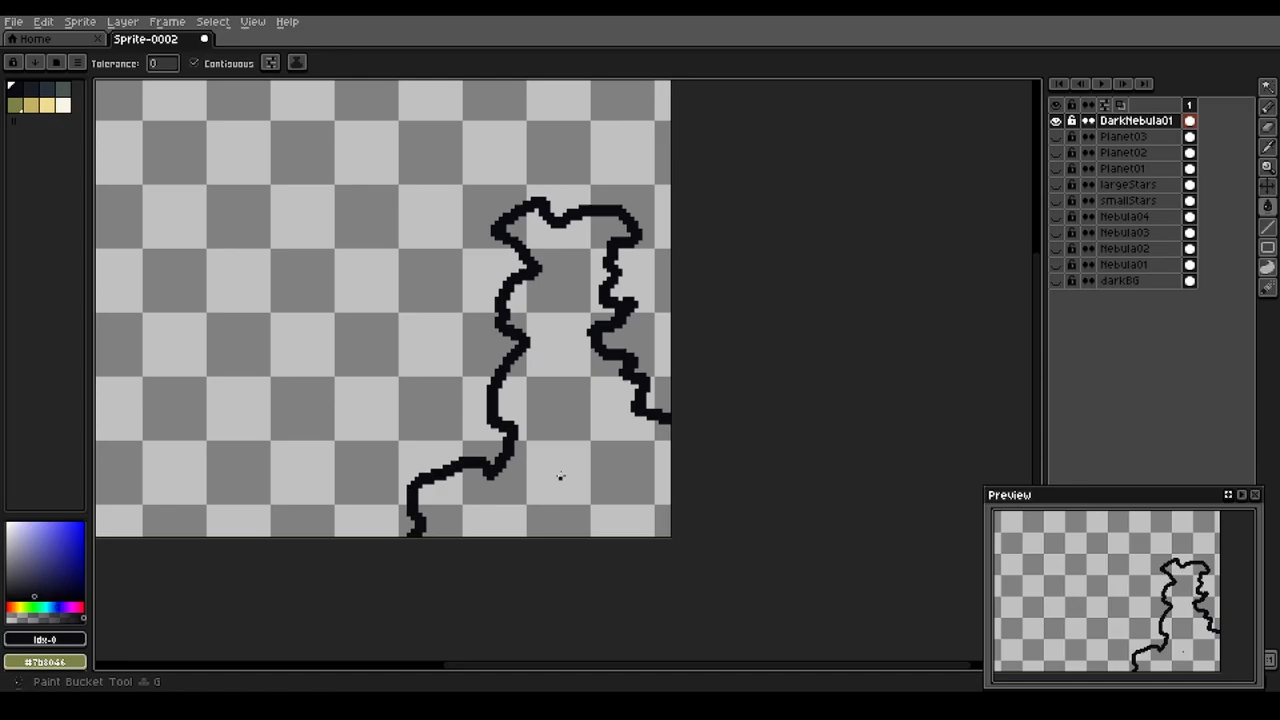 File Edit Sprite Layer Frame Select View Help
Home Sprite-0002
Tolerance: 0 Contiguous
1
DarkNebula01
Planet03
Planet02
Planet01
largeStars
smallStars
Nebula04
Nebula03
Nebula02
Nebula01
darkBG
Preview
Idx-0
#7b8046
Paint Bucket Tool G